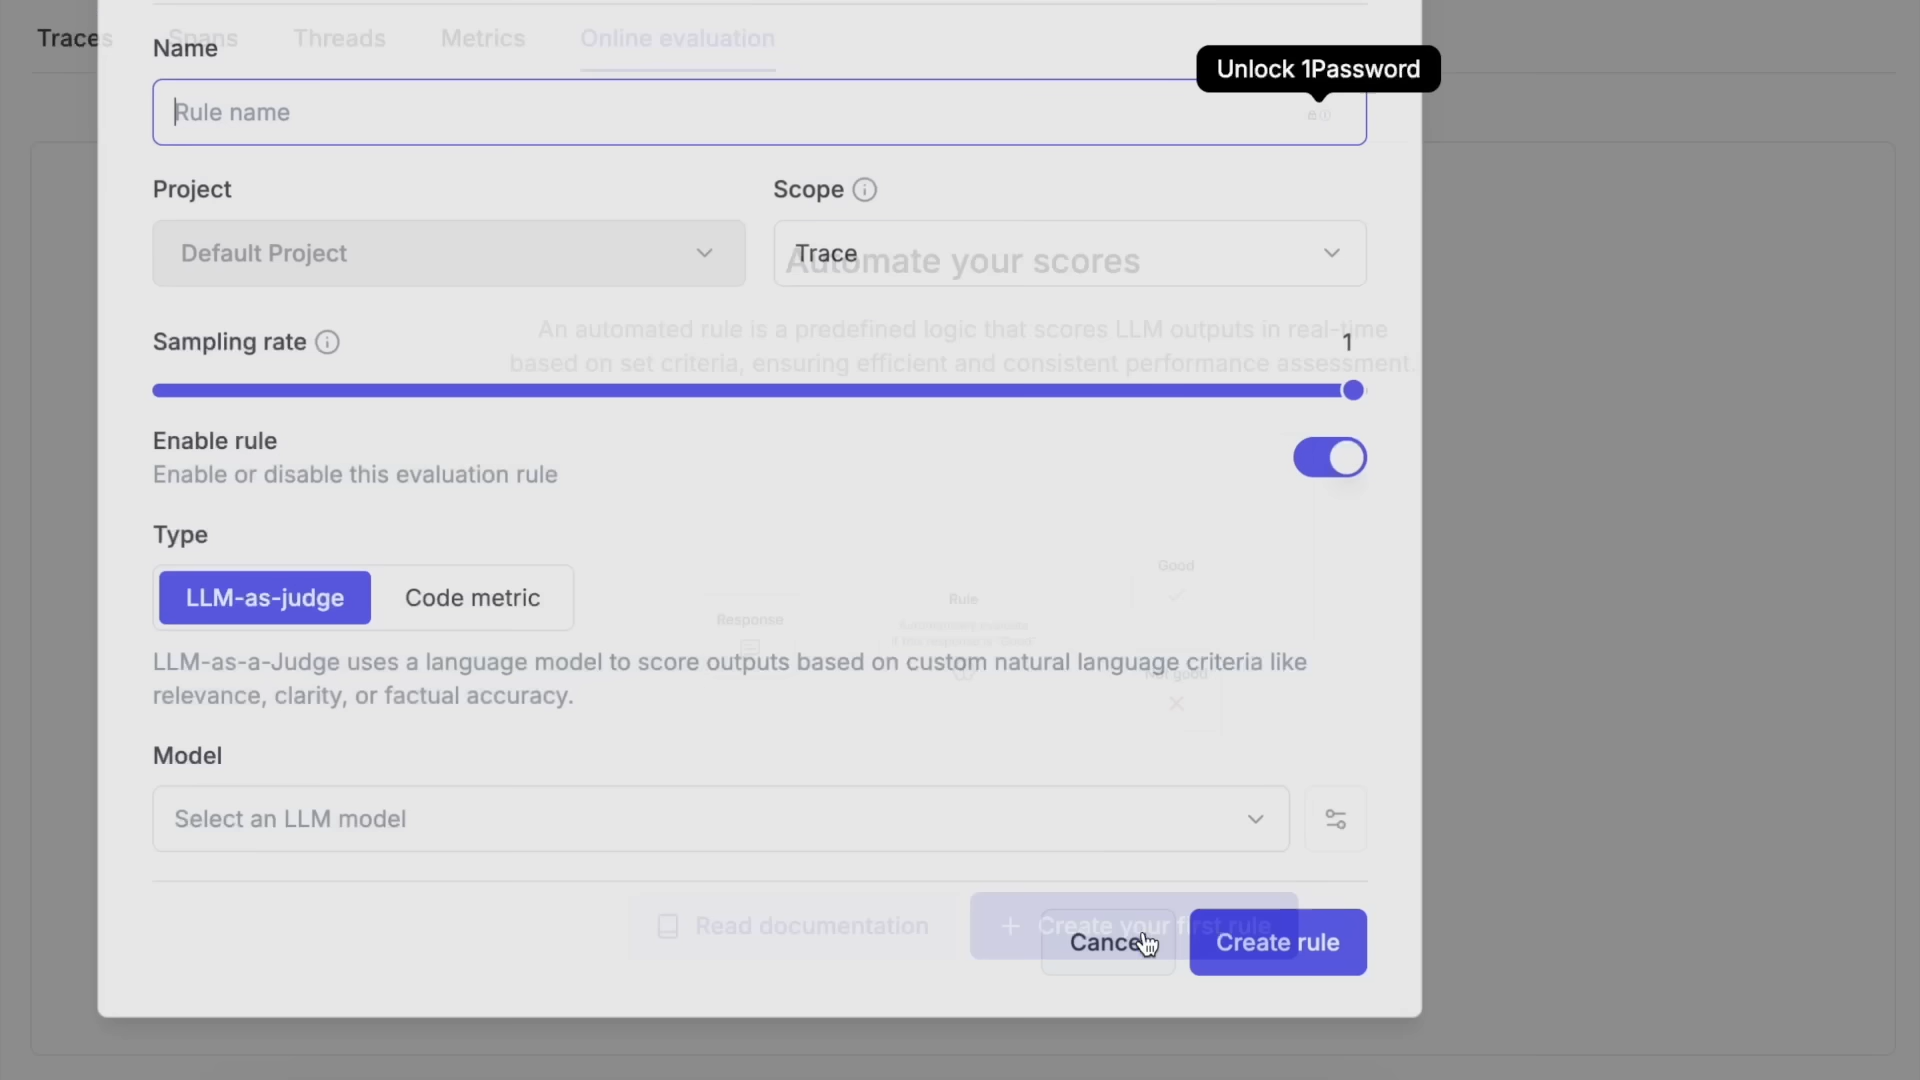 Traces Spans Threads Metrics Online evaluation
Name
Unlock 1Password
Rule name
Project
Scope
Default Project
Trace
Automate your scores
An automated rule is a predefined logic that scores LLM outputs in real-time
based on set criteria, ensuring efficient and consistent performance assessment.
Sampling rate
1
Enable rule
Enable or disable this evaluation rule
Type
LLM-as-judge
Code metric
Good
Rule
Response
LLM-as-a-Judge uses a language model to score outputs based on custom natural language criteria like
relevance, clarity, or factual accuracy.
Not good
Model
Select an LLM model
Read documentation
+ Create your first rule
Cancel
Create rule